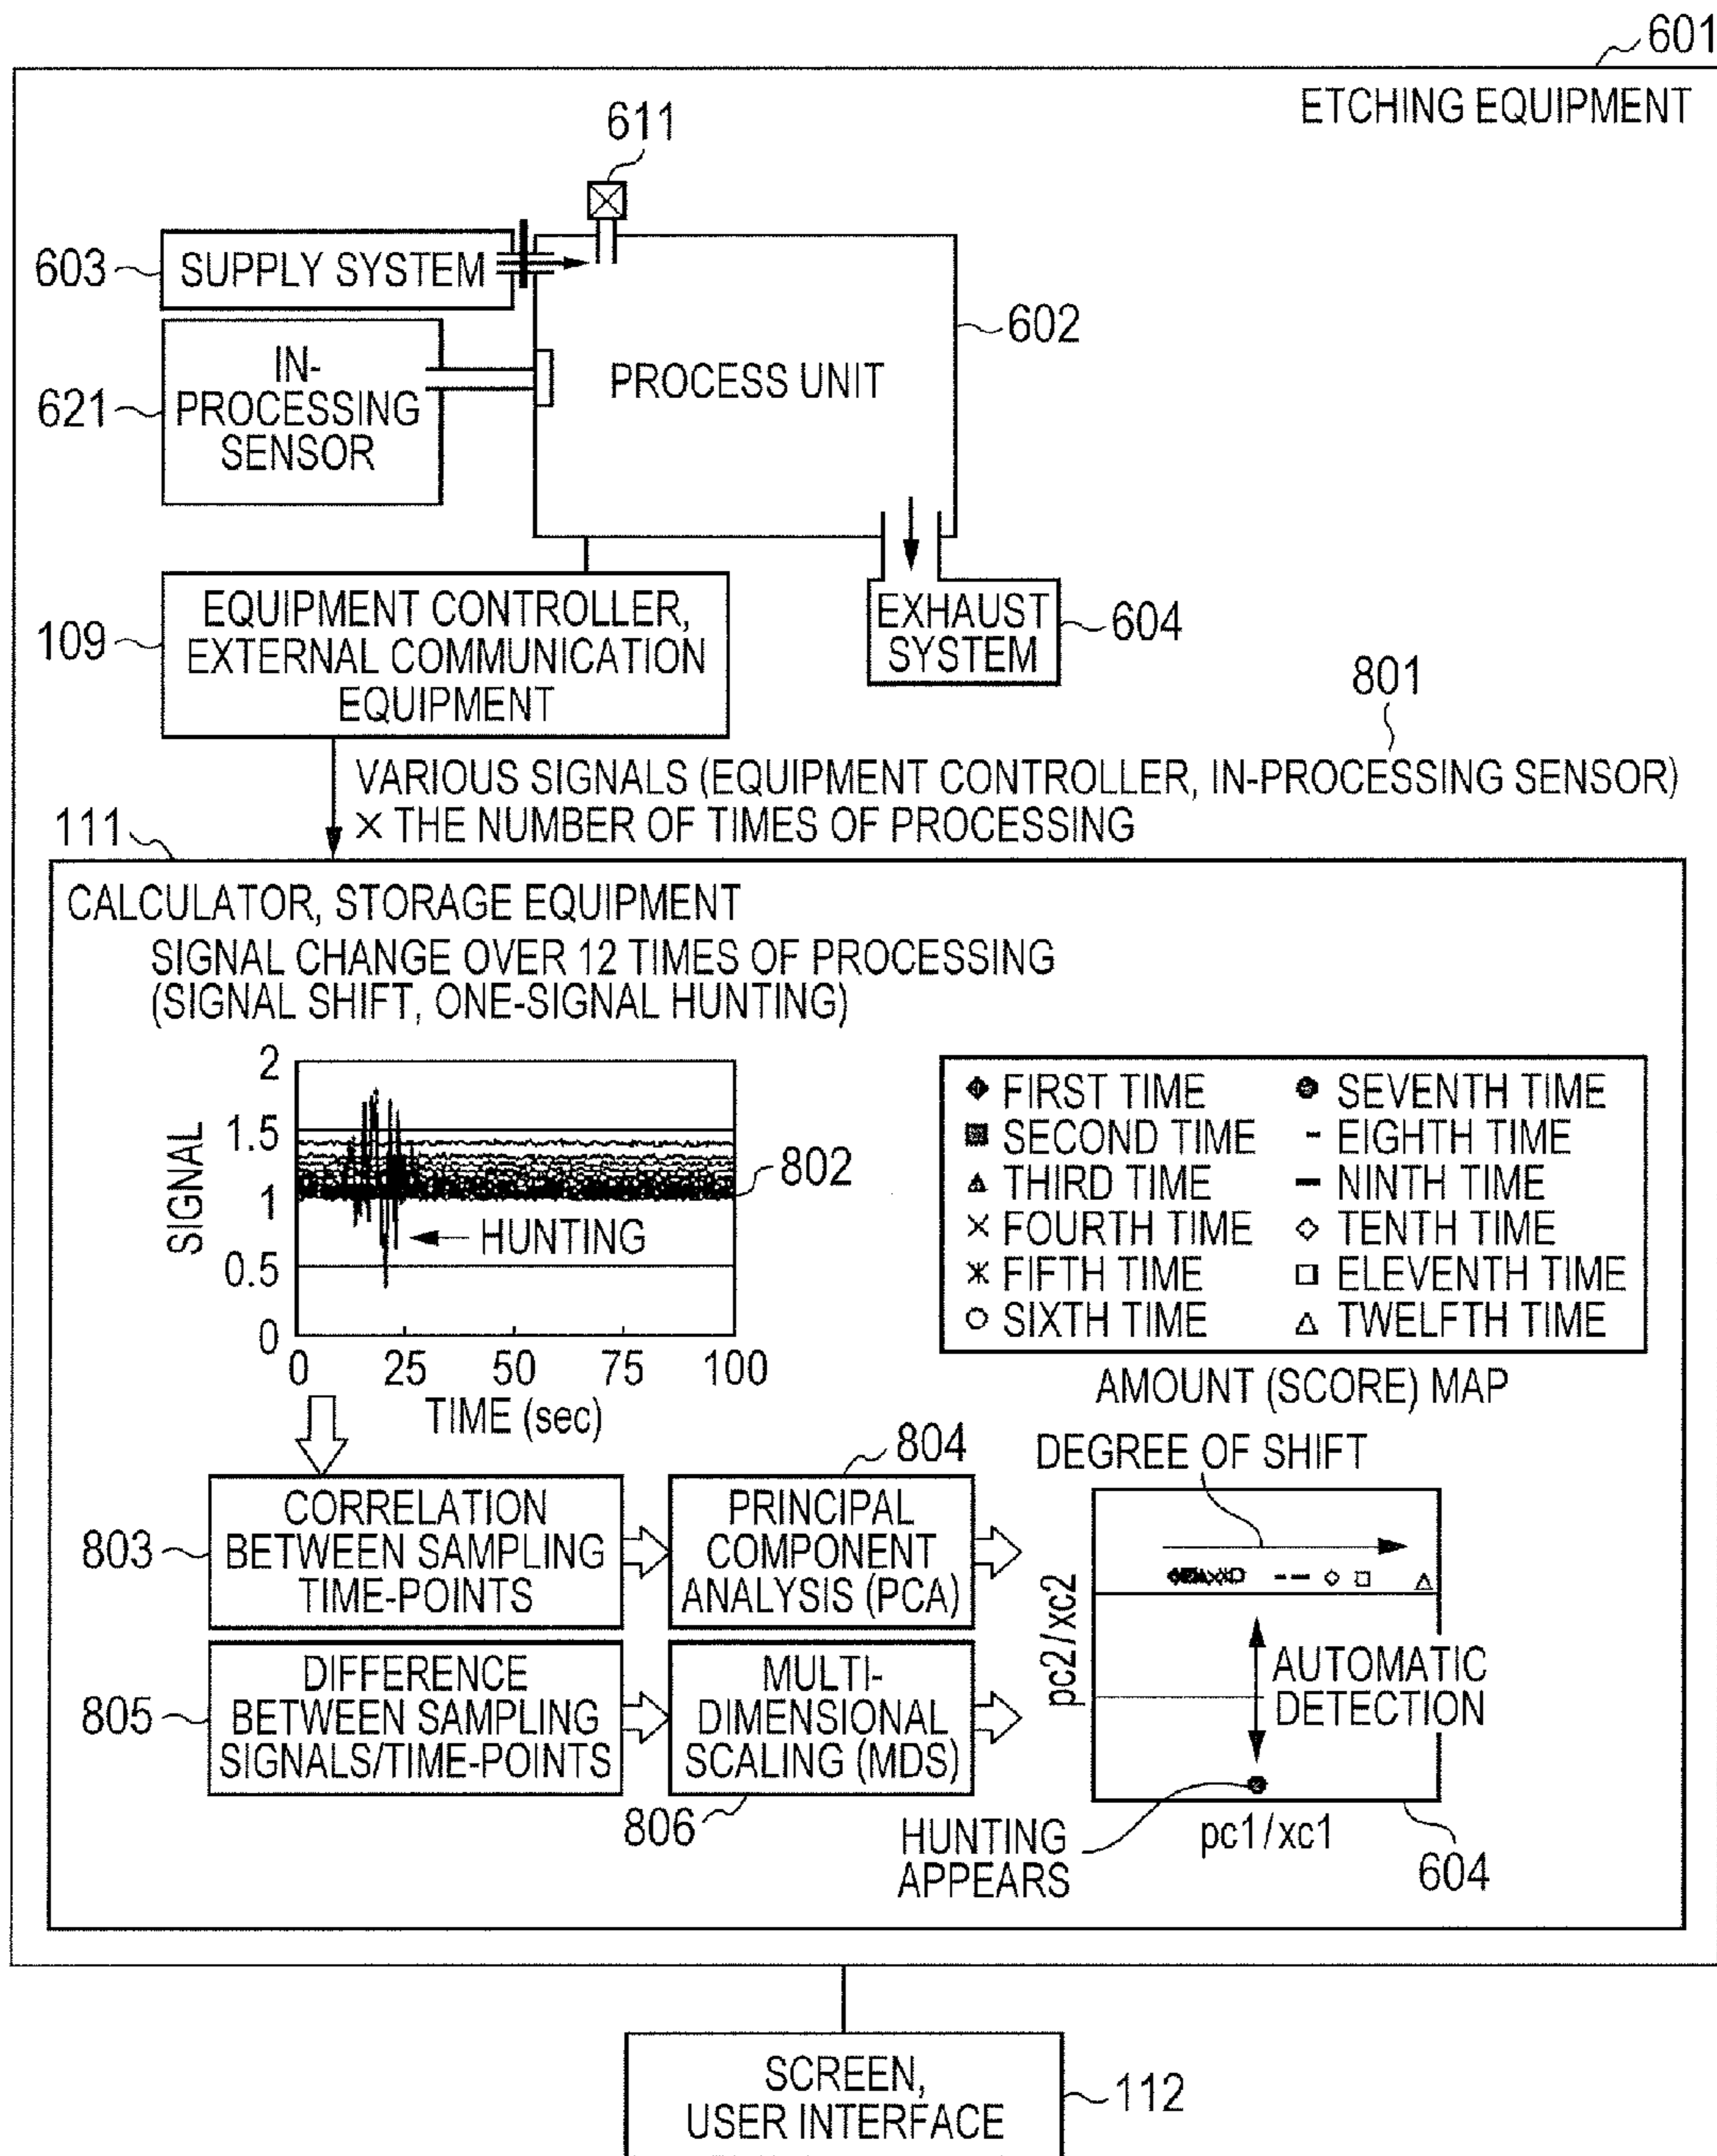 601
ETCHING EQUIPMENT
611
603
SUPPLY SYSTEM
602
621
IN-
PROCESSING
SENSOR
PROCESS UNIT
109
EQUIPMENT CONTROLLER,
EXTERNAL COMMUNICATION
EQUIPMENT
EXHAUST
SYSTEM
604
801
VARIOUS SIGNALS (EQUIPMENT CONTROLLER, IN-PROCESSING SENSOR)
× THE NUMBER OF TIMES OF PROCESSING
111
CALCULATOR, STORAGE EQUIPMENT
SIGNAL CHANGE OVER 12 TIMES OF PROCESSING
(SIGNAL SHIFT, ONE-SIGNAL HUNTING)
2
1.5
1
0.5
0
SIGNAL
802
HUNTING
0 25 50 75 100
TIME (sec)
FIRST TIME
SECOND TIME
THIRD TIME
FOURTH TIME
FIFTH TIME
SIXTH TIME
SEVENTH TIME
EIGHTH TIME
NINTH TIME
TENTH TIME
ELEVENTH TIME
TWELFTH TIME
AMOUNT (SCORE) MAP
803
CORRELATION
BETWEEN SAMPLING
TIME-POINTS
804
PRINCIPAL
COMPONENT
ANALYSIS (PCA)
DEGREE OF SHIFT
805
DIFFERENCE
BETWEEN SAMPLING
SIGNALS/TIME-POINTS
MULTI-
DIMENSIONAL
SCALING (MDS)
806
pc2/xc2
AUTOMATIC
DETECTION
HUNTING
APPEARS
pc1/xc1
604
SCREEN,
USER INTERFACE
112